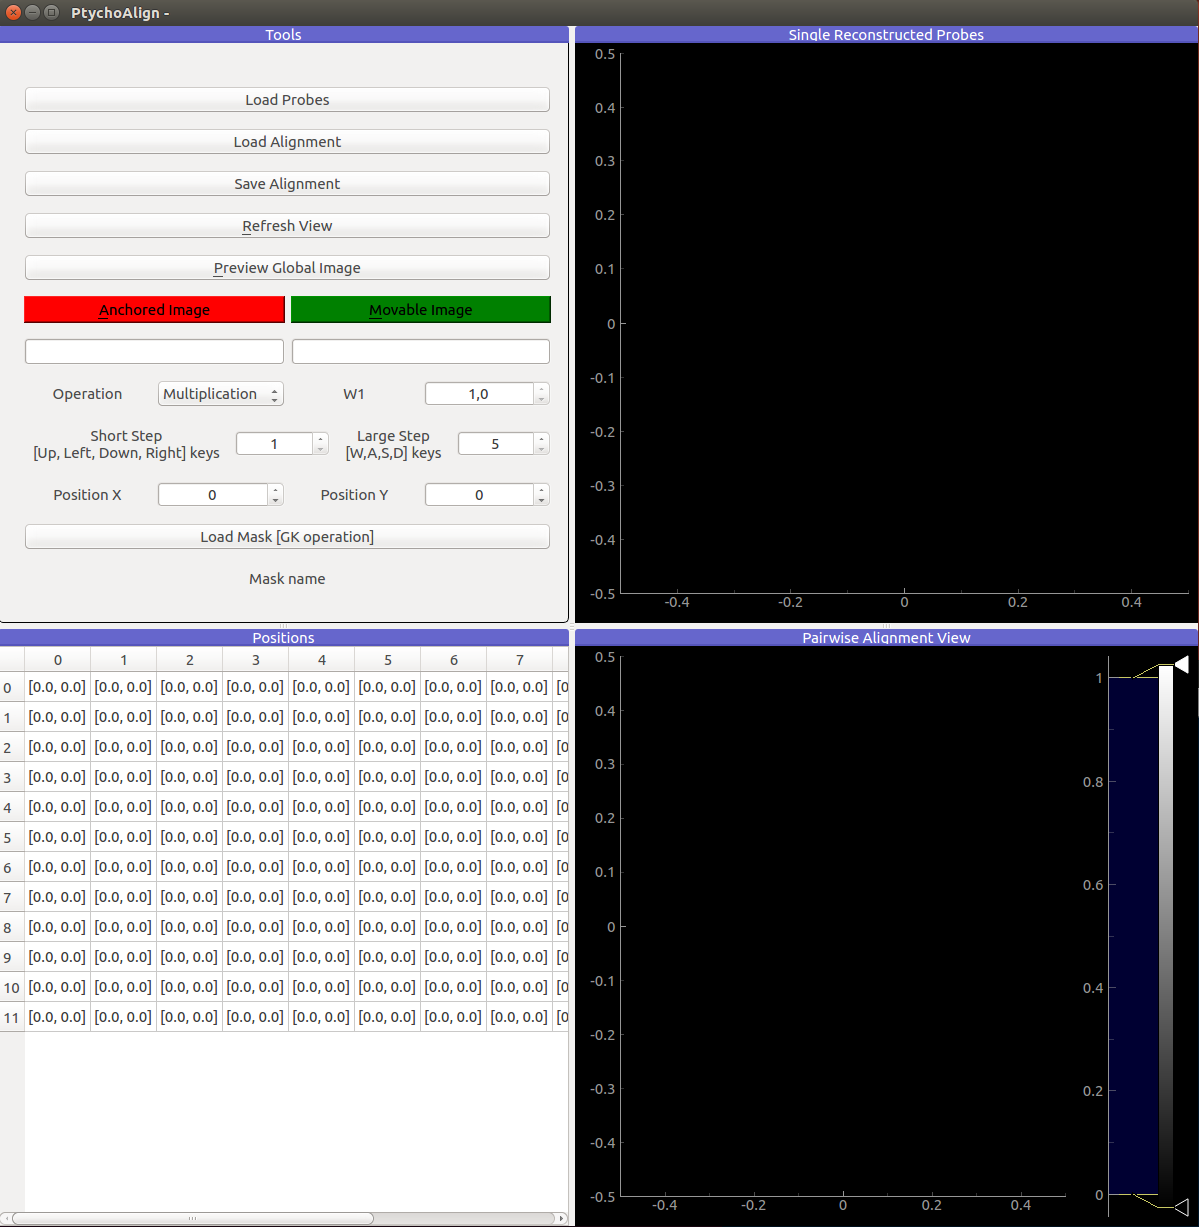 PtychoAlign -
Tools
Load Probes
Load Alignment
Save Alignment
Refresh View
Preview Global Image
Anchored Image Movable Image
Operation Multiplication W1 1,0
Short Step
[Up, Left, Down, Right] keys 1
Large Step
[W,A,S,D] keys 5
Position X 0 Position Y 0
Load Mask [GK operation]
Mask name
Single Reconstructed Probes
0.5
0.4
0.3
0.2
0.1
0
-0.1
-0.2
-0.3
-0.4
-0.5
-0.4 -0.2 0 0.2 0.4
Positions
0 1 2 3 4 5 6 7
0 [0.0, 0.0] [0.0, 0.0] [0.0, 0.0] [0.0, 0.0] [0.0, 0.0] [0.0, 0.0] [0.0, 0.0] [0.0, 0.0] [0
1 [0.0, 0.0] [0.0, 0.0] [0.0, 0.0] [0.0, 0.0] [0.0, 0.0] [0.0, 0.0] [0.0, 0.0] [0.0, 0.0] [0
2 [0.0, 0.0] [0.0, 0.0] [0.0, 0.0] [0.0, 0.0] [0.0, 0.0] [0.0, 0.0] [0.0, 0.0] [0.0, 0.0] [0
3 [0.0, 0.0] [0.0, 0.0] [0.0, 0.0] [0.0, 0.0] [0.0, 0.0] [0.0, 0.0] [0.0, 0.0] [0.0, 0.0] [0
4 [0.0, 0.0] [0.0, 0.0] [0.0, 0.0] [0.0, 0.0] [0.0, 0.0] [0.0, 0.0] [0.0, 0.0] [0.0, 0.0] [0
5 [0.0, 0.0] [0.0, 0.0] [0.0, 0.0] [0.0, 0.0] [0.0, 0.0] [0.0, 0.0] [0.0, 0.0] [0.0, 0.0] [0
6 [0.0, 0.0] [0.0, 0.0] [0.0, 0.0] [0.0, 0.0] [0.0, 0.0] [0.0, 0.0] [0.0, 0.0] [0.0, 0.0] [0
7 [0.0, 0.0] [0.0, 0.0] [0.0, 0.0] [0.0, 0.0] [0.0, 0.0] [0.0, 0.0] [0.0, 0.0] [0.0, 0.0] [0
8 [0.0, 0.0] [0.0, 0.0] [0.0, 0.0] [0.0, 0.0] [0.0, 0.0] [0.0, 0.0] [0.0, 0.0] [0.0, 0.0] [0
9 [0.0, 0.0] [0.0, 0.0] [0.0, 0.0] [0.0, 0.0] [0.0, 0.0] [0.0, 0.0] [0.0, 0.0] [0.0, 0.0] [0
10 [0.0, 0.0] [0.0, 0.0] [0.0, 0.0] [0.0, 0.0] [0.0, 0.0] [0.0, 0.0] [0.0, 0.0] [0.0, 0.0] [0
11 [0.0, 0.0] [0.0, 0.0] [0.0, 0.0] [0.0, 0.0] [0.0, 0.0] [0.0, 0.0] [0.0, 0.0] [0.0, 0.0] [0
Pairwise Alignment View
0.5
0.4
0.3
0.2
0.1
0
-0.1
-0.2
-0.3
-0.4
-0.5
-0.4 -0.2 0 0.2 0.4
1
0.8
0.6
0.4
0.2
0